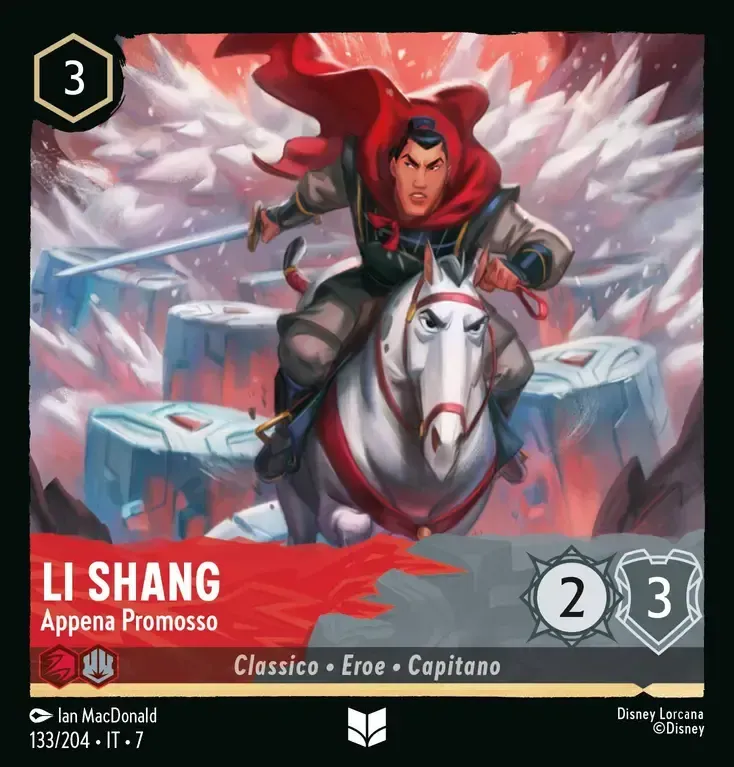 3
LI SHANG
Appena Promosso
2
3
Classico • Eroe • Capitano
Ian MacDonald
133/204 • IT • 7
Disney Lorcana
©Disney